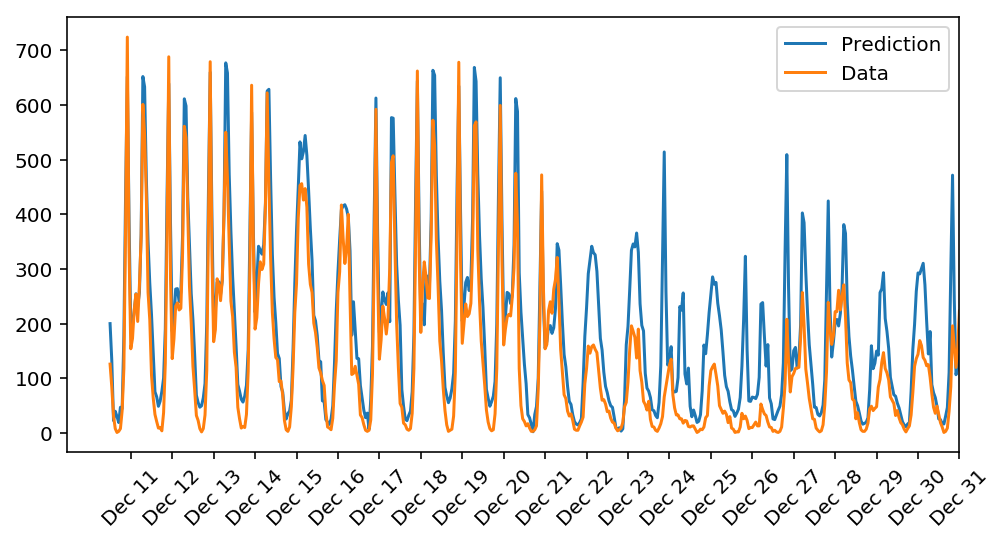 700
600
500
400
300
200
100
0
Prediction
Data
Dec 11
Dec 12
Dec 13
Dec 14
Dec 15
Dec 16
Dec 17
Dec 18
Dec 19
Dec 20
Dec 21
Dec 22
Dec 23
Dec 24
Dec 25
Dec 26
Dec 27
Dec 28
Dec 29
Dec 30
Dec 31